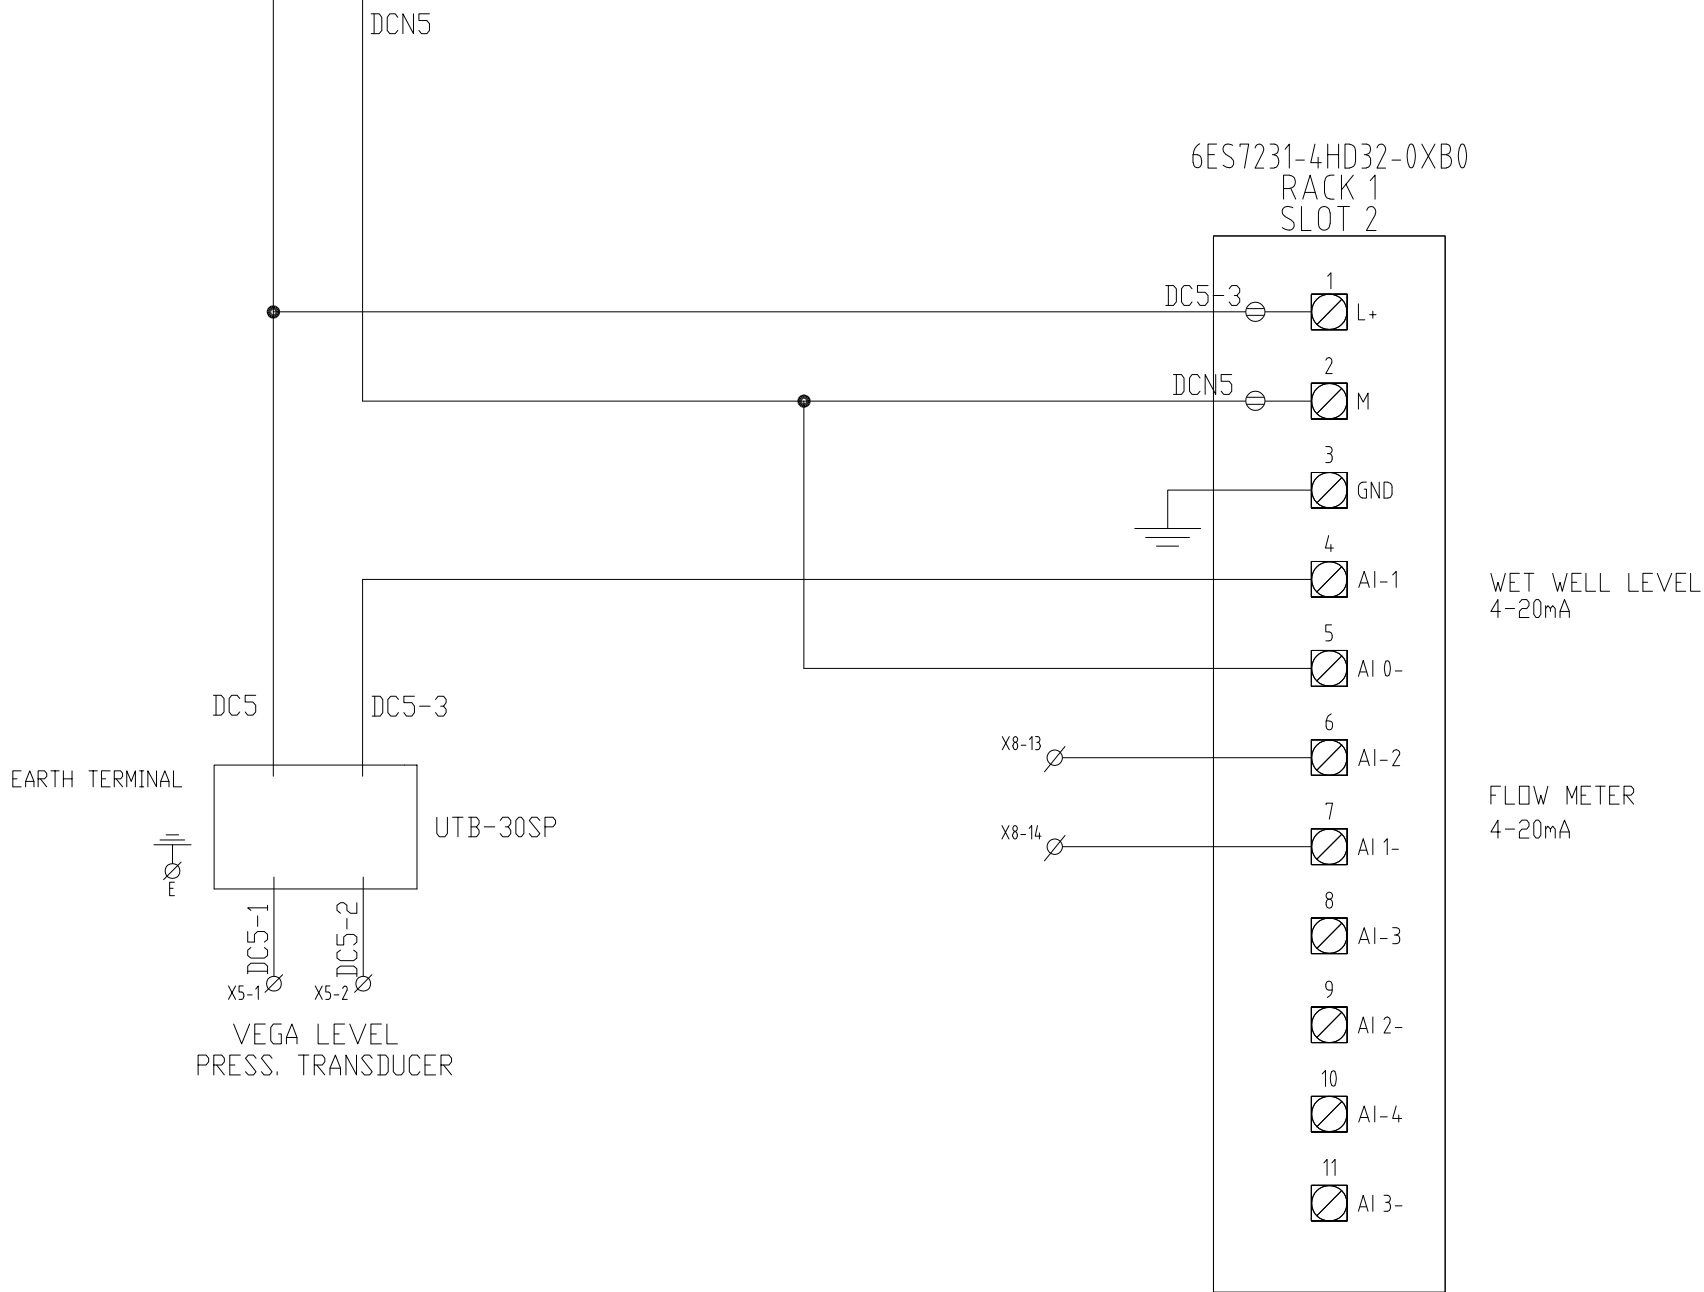 DCN5
6ES7231-4HD32-0XB0
RACK 1
SLOT 2
1
DC5-3
L+
2
DCN5
M
3
GND
4
AI-1
WET WELL LEVEL
4-20mA
5
AI 0-
DC5
DC5-3
6
X8-13
AI-2
EARTH TERMINAL
FLOW METER
4-20mA
UTB-30SP
7
X8-14
AI 1-
E
8
AI-3
DC5-1
DC5-2
X5-1
X5-2
9
AI 2-
VEGA LEVEL
PRESS. TRANSDUCER
10
AI-4
11
AI 3-